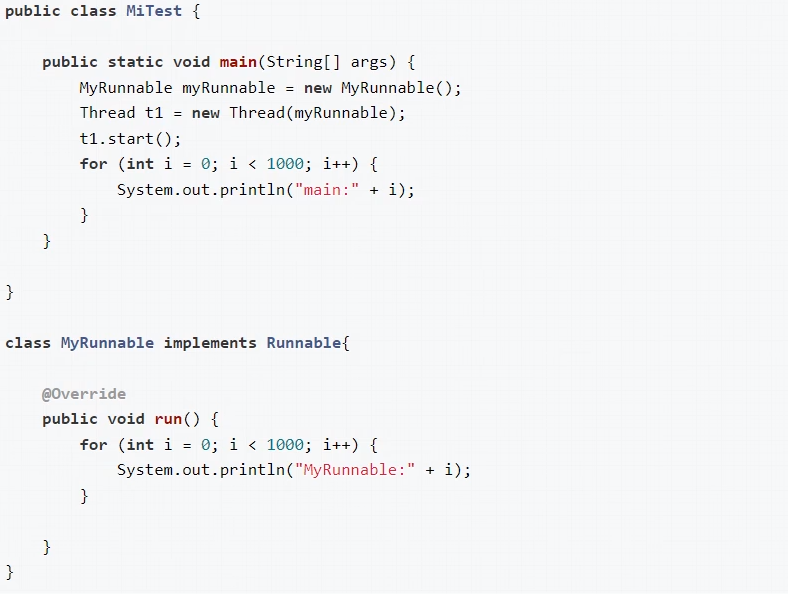 public class MiTest {
public static void main(String[] args) {
MyRunnable myRunnable = new MyRunnable();
Thread t1 = new Thread(myRunnable);
t1.start();
for (int i = 0; i < 1000; i++) {
System.out.println("main:" + i);
}
}
}
class MyRunnable implements Runnable{
@Override
public void run() {
for (int i = 0; i < 1000; i++) {
System.out.println("MyRunnable:" + i);
}
}
}